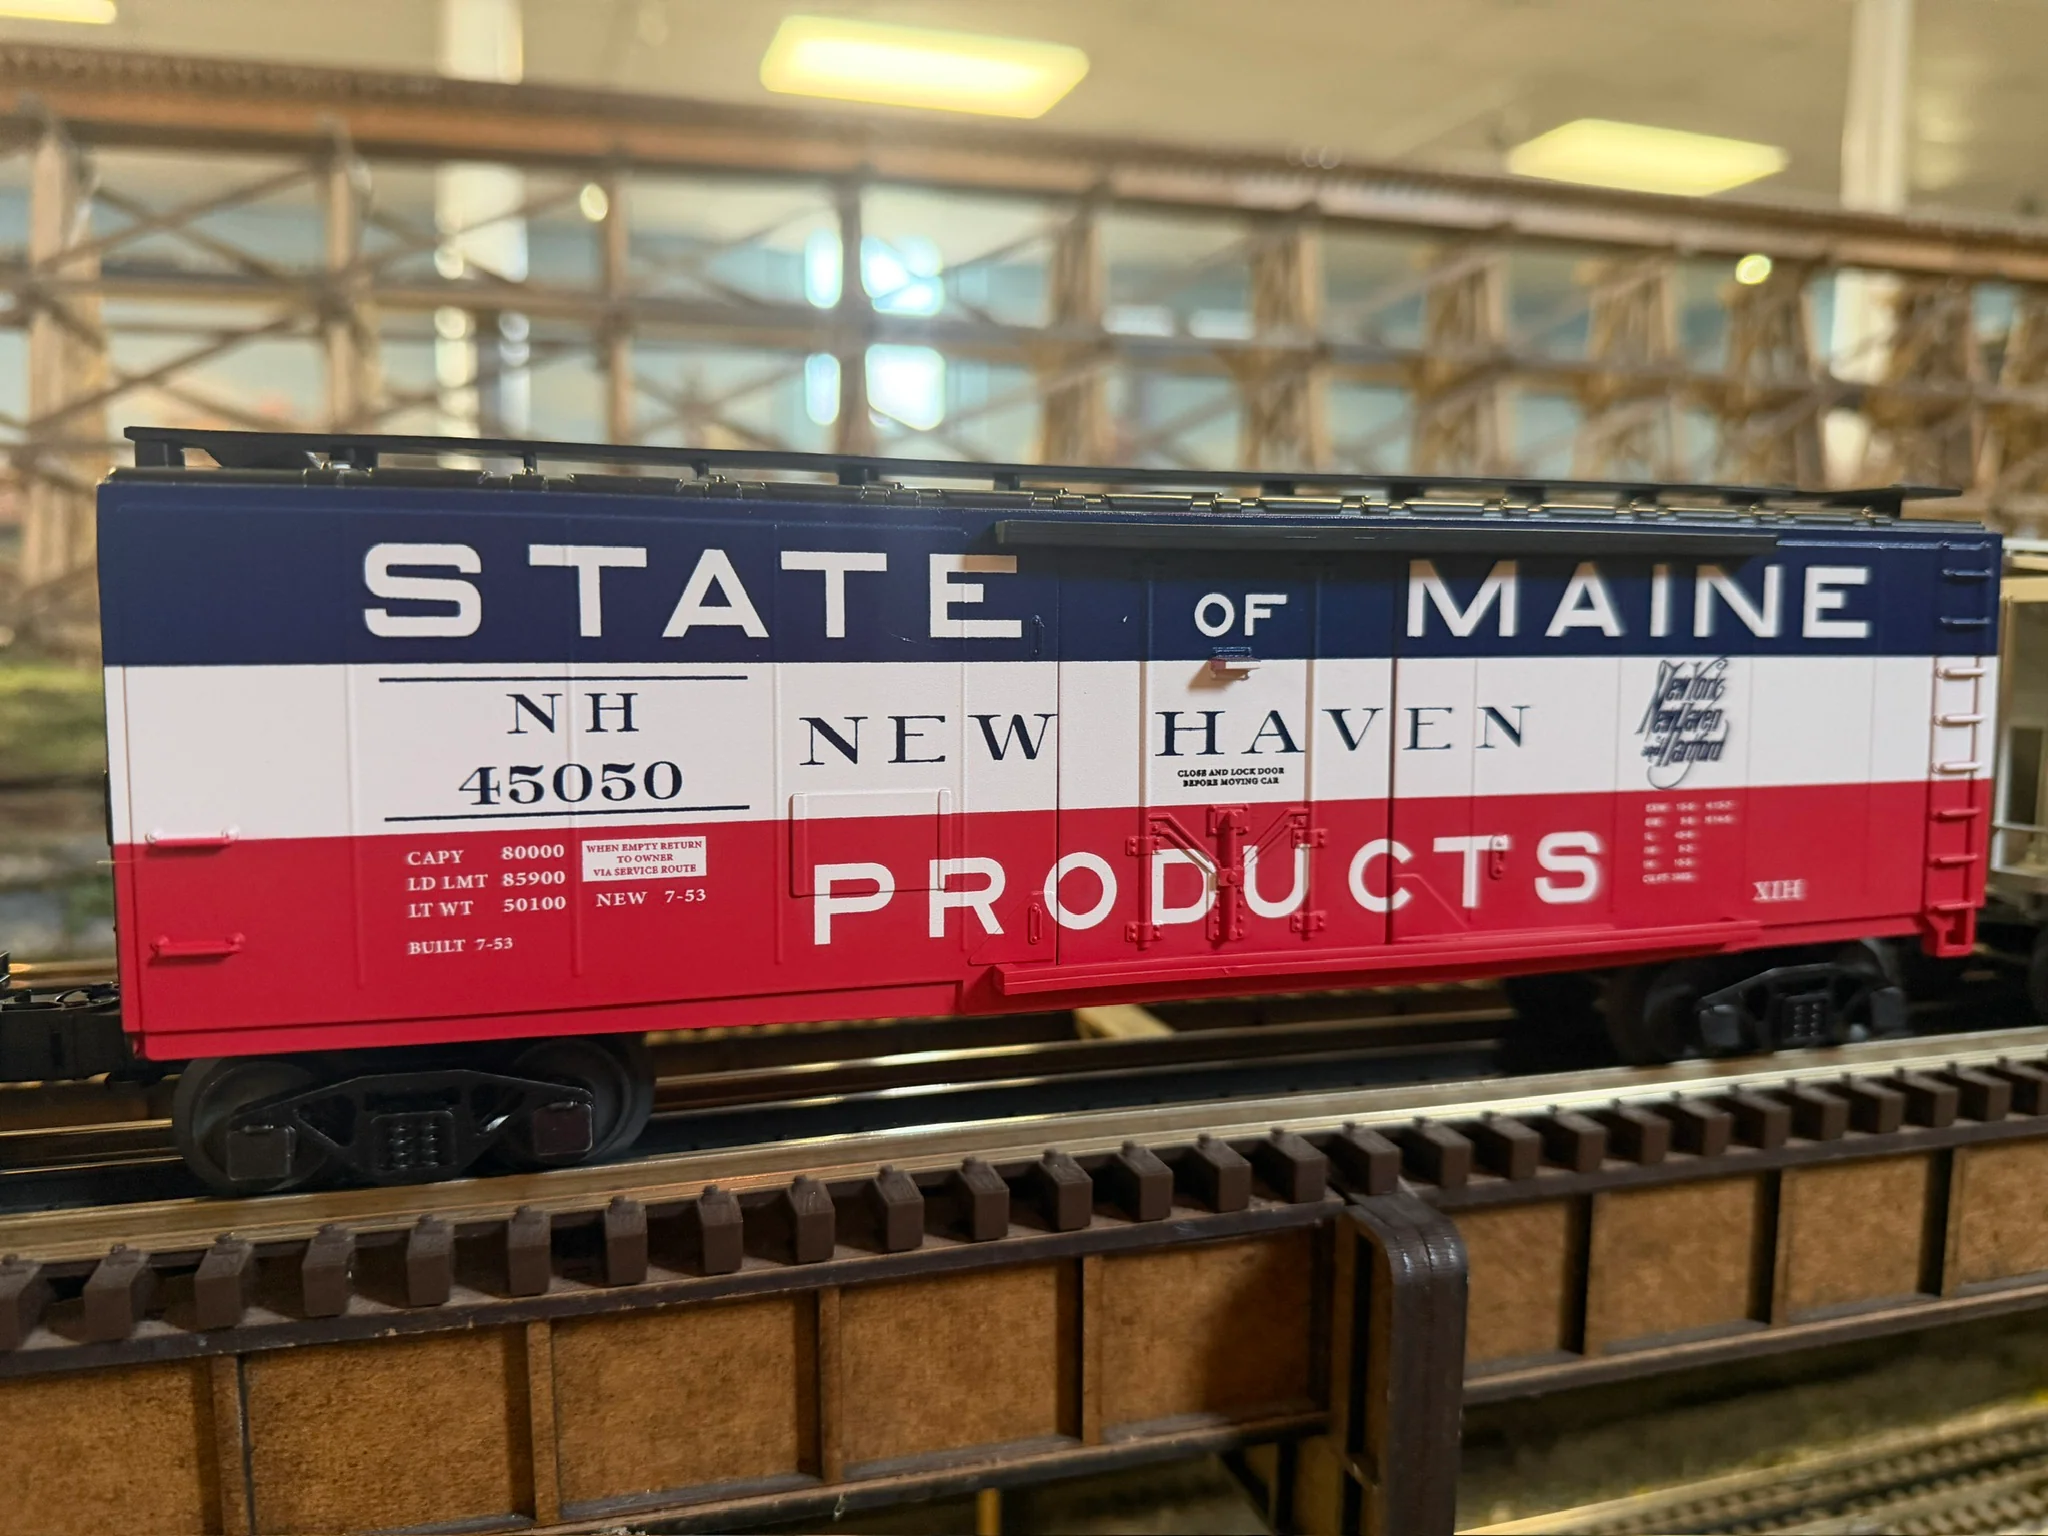 STATE OF MAINE
NH
45050
NEW HAVEN
New York
New Haven
and Hartford
CLOSE AND LOCK DOOR
BEFORE MOVING CAR
PRODUCTS
CAPY 80000
LD LMT 85900
LT WT 50100
BUILT 7-53
WHEN EMPTY RETURN
TO OWNER
VIA SERVICE ROUTE
NEW 7-53
XIH